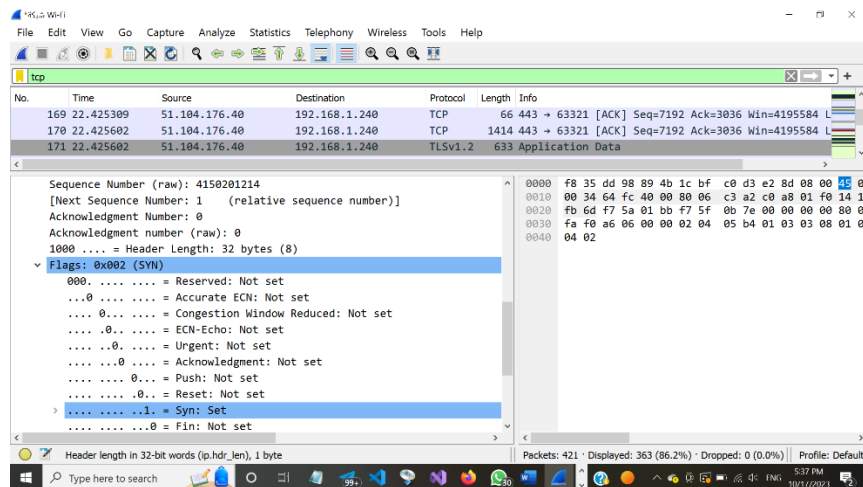 *شبكة Wi-Fi
File Edit View Go Capture Analyze Statistics Telephony Wireless Tools Help
tcp
No. Time Source Destination Protocol Length Info
169 22.425309 51.104.176.40 192.168.1.240 TCP 66 443 → 63321 [ACK] Seq=7192 Ack=3036 Win=4195584 L
170 22.425602 51.104.176.40 192.168.1.240 TCP 1414 443 → 63321 [ACK] Seq=7192 Ack=3036 Win=4195584 L
171 22.425602 51.104.176.40 192.168.1.240 TLSv1.2 633 Application Data
Sequence Number (raw): 4150201214
[Next Sequence Number: 1 (relative sequence number)]
Acknowledgment Number: 0
Acknowledgment number (raw): 0
1000 .... = Header Length: 32 bytes (8)
Flags: 0x002 (SYN)
000. .... .... = Reserved: Not set
...0 .... .... = Accurate ECN: Not set
.... 0... .... = Congestion Window Reduced: Not set
.... .0.. .... = ECN-Echo: Not set
.... ..0. .... = Urgent: Not set
.... ...0 .... = Acknowledgment: Not set
.... .... 0... = Push: Not set
.... .... .0.. = Reset: Not set
.... .... ..1. = Syn: Set
.... .... ...0 = Fin: Not set
0000 f8 35 dd 98 89 4b 1c bf c0 d3 e2 8d 08 00 45 0
0010 00 34 64 fc 40 00 80 06 c3 a2 c0 a8 01 f0 14 1
0020 fb 6d f7 5a 01 bb f7 5f 0b 7e 00 00 00 00 80 0
0030 fa f0 a6 06 00 00 02 04 05 b4 01 03 03 08 01 0
0040 04 02
Header length in 32-bit words (ip.hdr_len), 1 byte
Packets: 421 · Displayed: 363 (86.2%) · Dropped: 0 (0.0%)
Profile: Default
Type here to search
99+
30
ENG
5:37 PM
10/17/2023
2